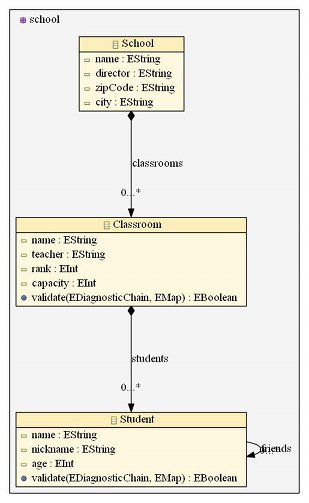 school
School
name : EString
director : EString
zipCode : EString
city : EString
classrooms
0...*
Classroom
name : EString
teacher : EString
rank : EInt
capacity : EInt
validate(EDiagnosticChain, EMap) : EBoolean
students
0...*
Student
name : EString
nickname : EString
age : EInt
validate(EDiagnosticChain, EMap) : EBoolean
friends